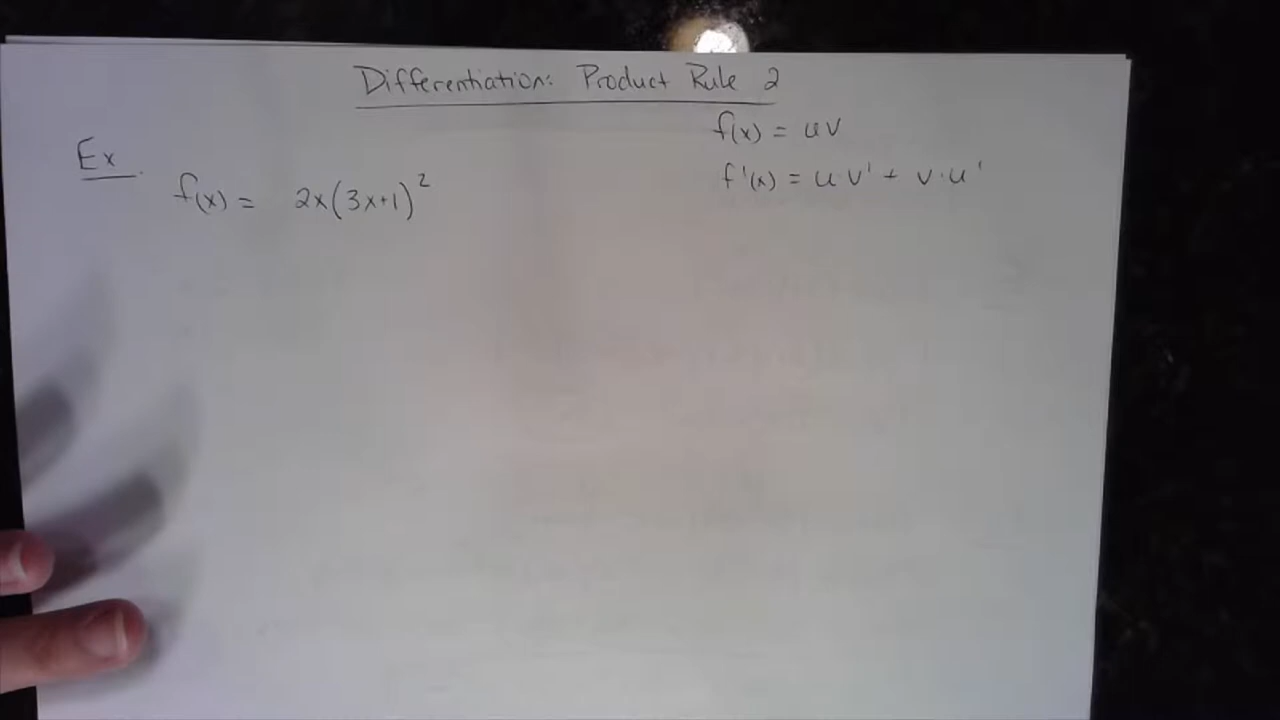 Differentiation: Product Rule 2
f(x) = uv
f'(x) = u·v' + v·u'
Ex.
f(x) = 2x(3x+1)²